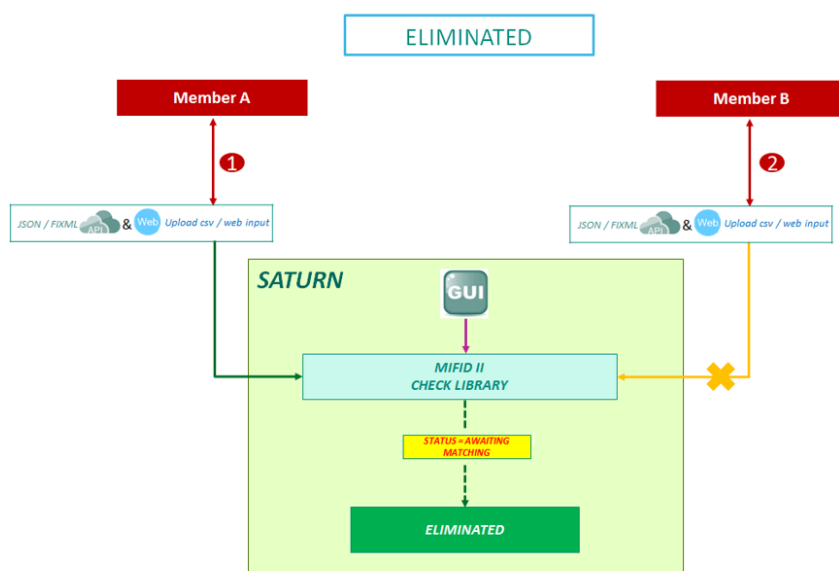 ELIMINATED
Member A
Member B
1
2
JSON / FIXML API & Web Upload csv / web input
JSON / FIXML API & Web Upload csv / web input
SATURN
GUI
MIFID II
CHECK LIBRARY
STATUS = AWAITING
MATCHING
ELIMINATED